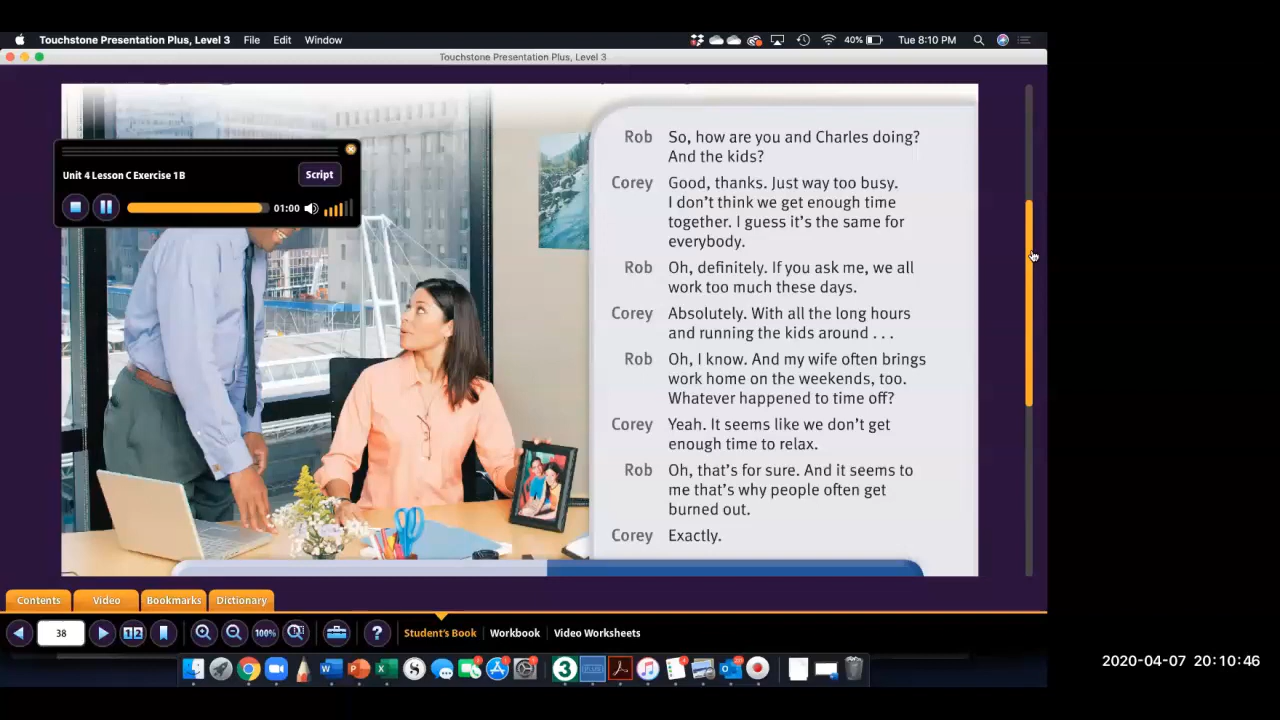 Touchstone Presentation Plus, Level 3 File Edit Window 40% Tue 8:10 PM
Touchstone Presentation Plus, Level 3
Unit 4 Lesson C Exercise 1B Script
01:00
Rob So, how are you and Charles doing?
And the kids?
Corey Good, thanks. Just way too busy.
I don't think we get enough time
together. I guess it's the same for
everybody.
Rob Oh, definitely. If you ask me, we all
work too much these days.
Corey Absolutely. With all the long hours
and running the kids around . . .
Rob Oh, I know. And my wife often brings
work home on the weekends, too.
Whatever happened to time off?
Corey Yeah. It seems like we don't get
enough time to relax.
Rob Oh, that's for sure. And it seems to
me that's why people often get
burned out.
Corey Exactly.
Contents Video Bookmarks Dictionary
38 12 100% ? Student's Book Workbook Video Worksheets
2020-04-07 20:10:46